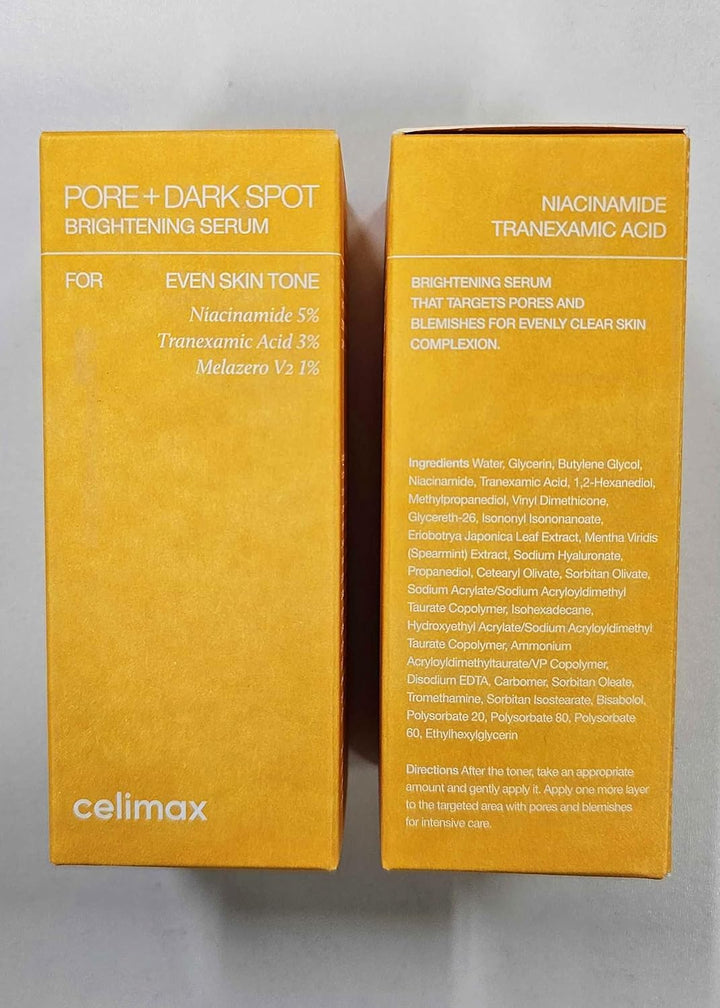 PORE + DARK SPOT
BRIGHTENING SERUM
FOR EVEN SKIN TONE
Niacinamide 5%
Tranexamic Acid 3%
Melazero V2 1%
celimax
NIACINAMIDE
TRANEXAMIC ACID
BRIGHTENING SERUM
THAT TARGETS PORES AND
BLEMISHES FOR EVENLY CLEAR SKIN
COMPLEXION.
Ingredients Water, Glycerin, Butylene Glycol,
Niacinamide, Tranexamic Acid, 1,2-Hexanediol,
Methylpropanediol, Vinyl Dimethicone,
Glycereth-26, Isononyl Isononanoate,
Eriobotrya Japonica Leaf Extract, Mentha Viridis
(Spearmint) Extract, Sodium Hyaluronate,
Propanediol, Cetearyl Olivate, Sorbitan Olivate,
Sodium Acrylate/Sodium Acryloyldimethyl
Taurate Copolymer, Isohexadecane,
Hydroxyethyl Acrylate/Sodium Acryloyldimethyl
Taurate Copolymer, Ammonium
Acryloyldimethyltaurate/VP Copolymer,
Disodium EDTA, Carbomer, Sorbitan Oleate,
Tromethamine, Sorbitan Isostearate, Bisabolol,
Polysorbate 20, Polysorbate 80, Polysorbate
60, Ethylhexylglycerin
Directions After the toner, take an appropriate
amount and gently apply it. Apply one more layer
to the targeted area with pores and blemishes
for intensive care.